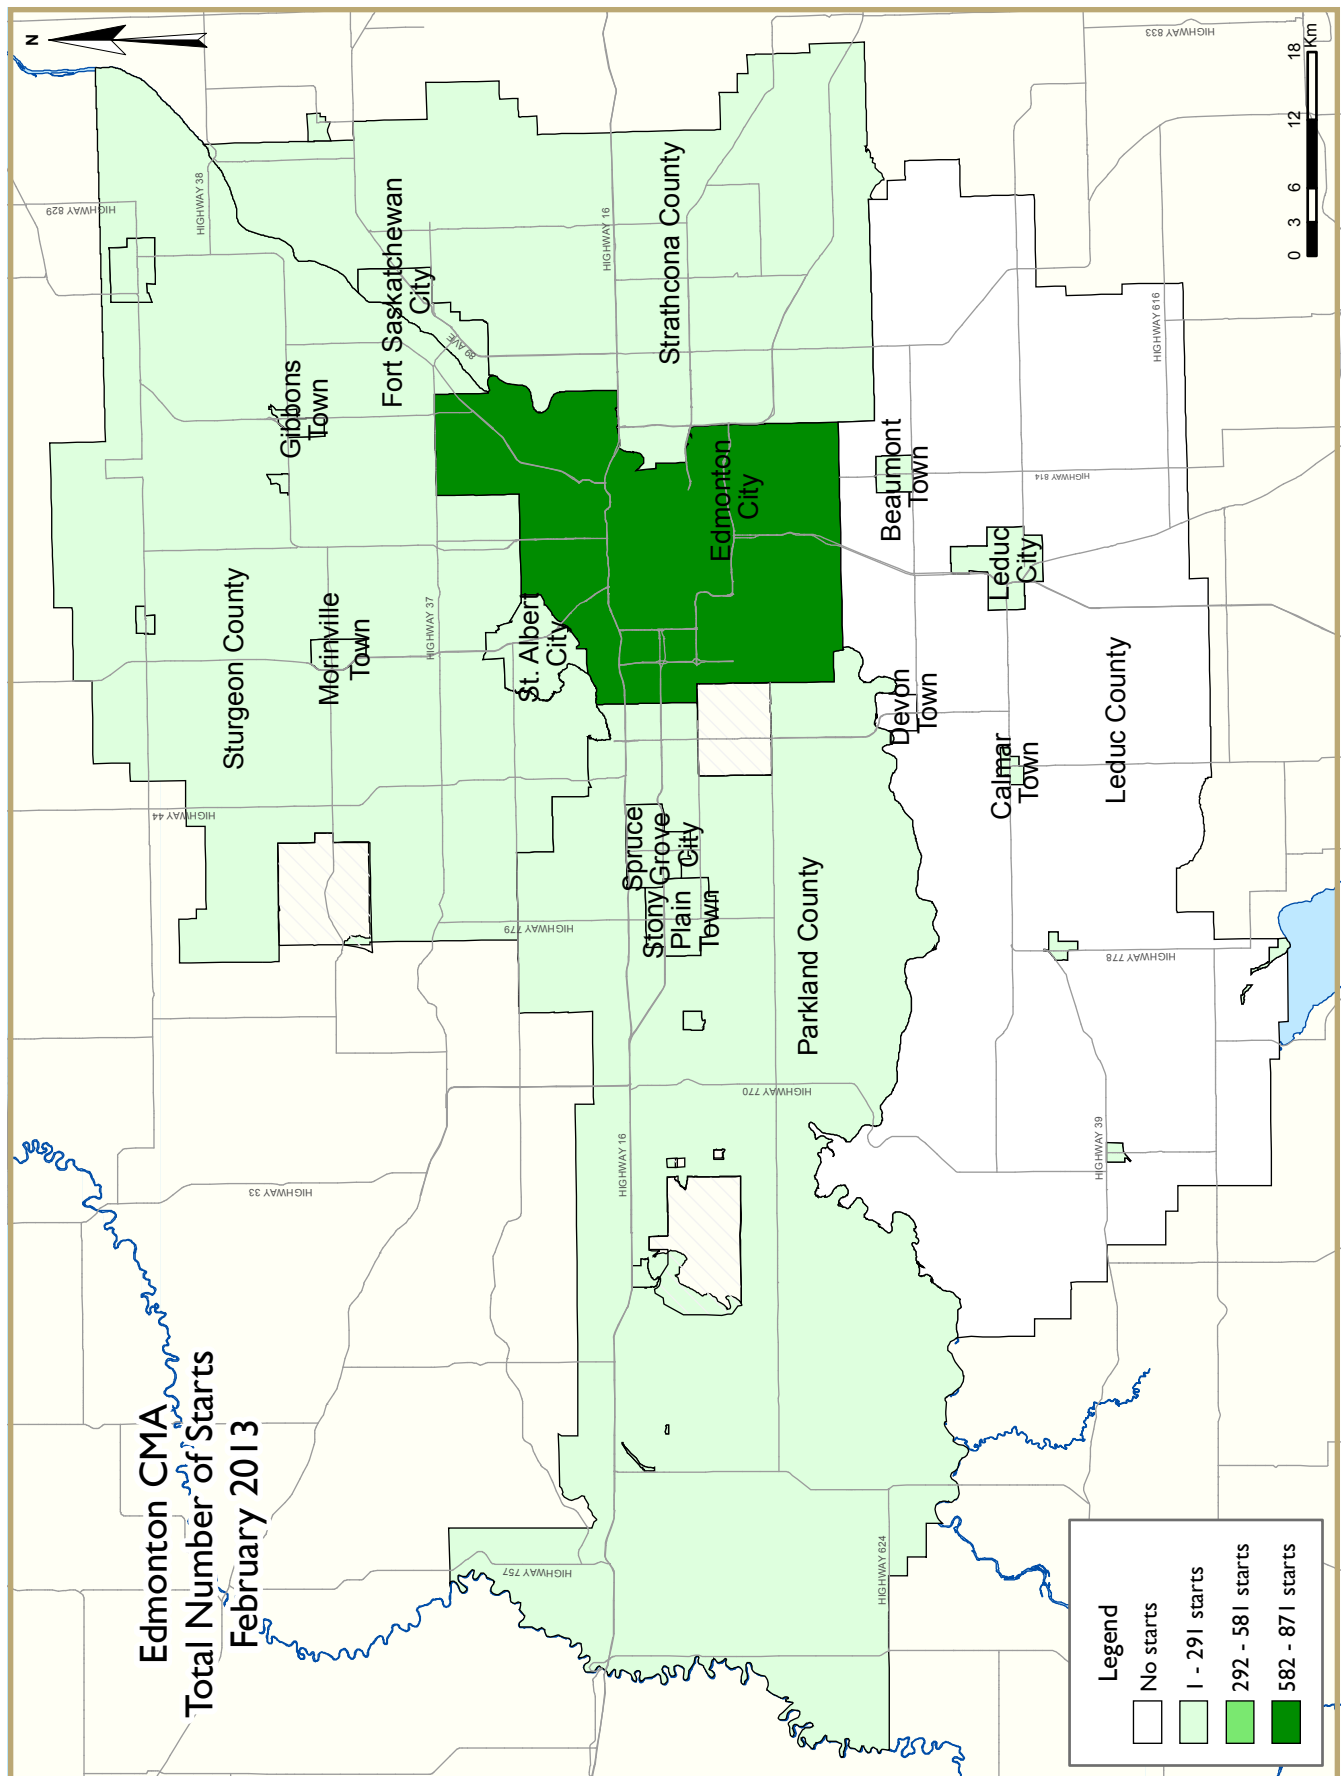 Edmonton CMA
Total Number of Starts
February 2013
N
HIGHWAY 829
HIGHWAY 38
HIGHWAY 833
Fort Saskatchewan
City
Gibbons
Town
89 AVE
HIGHWAY 16
Strathcona County
HIGHWAY 616
Sturgeon County
Morinville
Town
HIGHWAY 37
St. Albert
City
Edmonton
City
Beaumont
Town
HIGHWAY 814
Leduc
City
HIGHWAY 44
Devon
Town
Calmar
Town
Leduc County
Spruce
Grove
City
Stony
Plain
Town
HIGHWAY 779
Parkland County
HIGHWAY 778
HIGHWAY 770
HIGHWAY 33
HIGHWAY 16
HIGHWAY 39
HIGHWAY 757
HIGHWAY 624
Legend
No starts
1 - 291 starts
292 - 581 starts
582 - 871 starts
0 3 6 12 18
Km